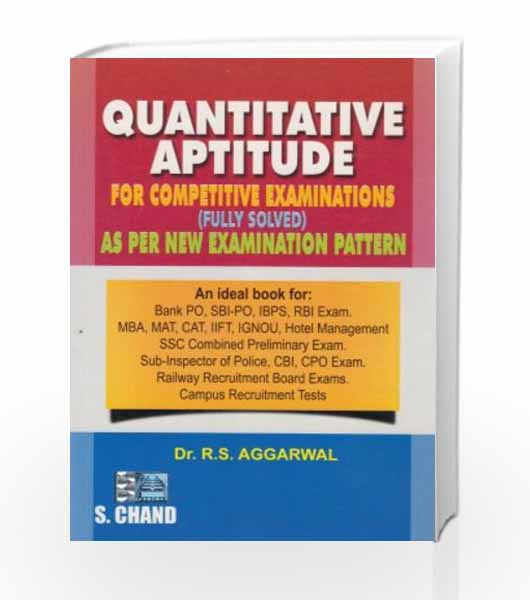 QUANTITATIVE
APTITUDE
FOR COMPETITIVE EXAMINATIONS
(FULLY SOLVED)
AS PER NEW EXAMINATION PATTERN
An ideal book for:
Bank PO, SBI-PO, IBPS, RBI Exam.
MBA, MAT, CAT, IIFT, IGNOU, Hotel Management
SSC Combined Preliminary Exam.
Sub-Inspector of Police, CBI, CPO Exam.
Railway Recruitment Board Exams.
Campus Recruitment Tests
Dr. R.S. AGGARWAL
S. CHAND